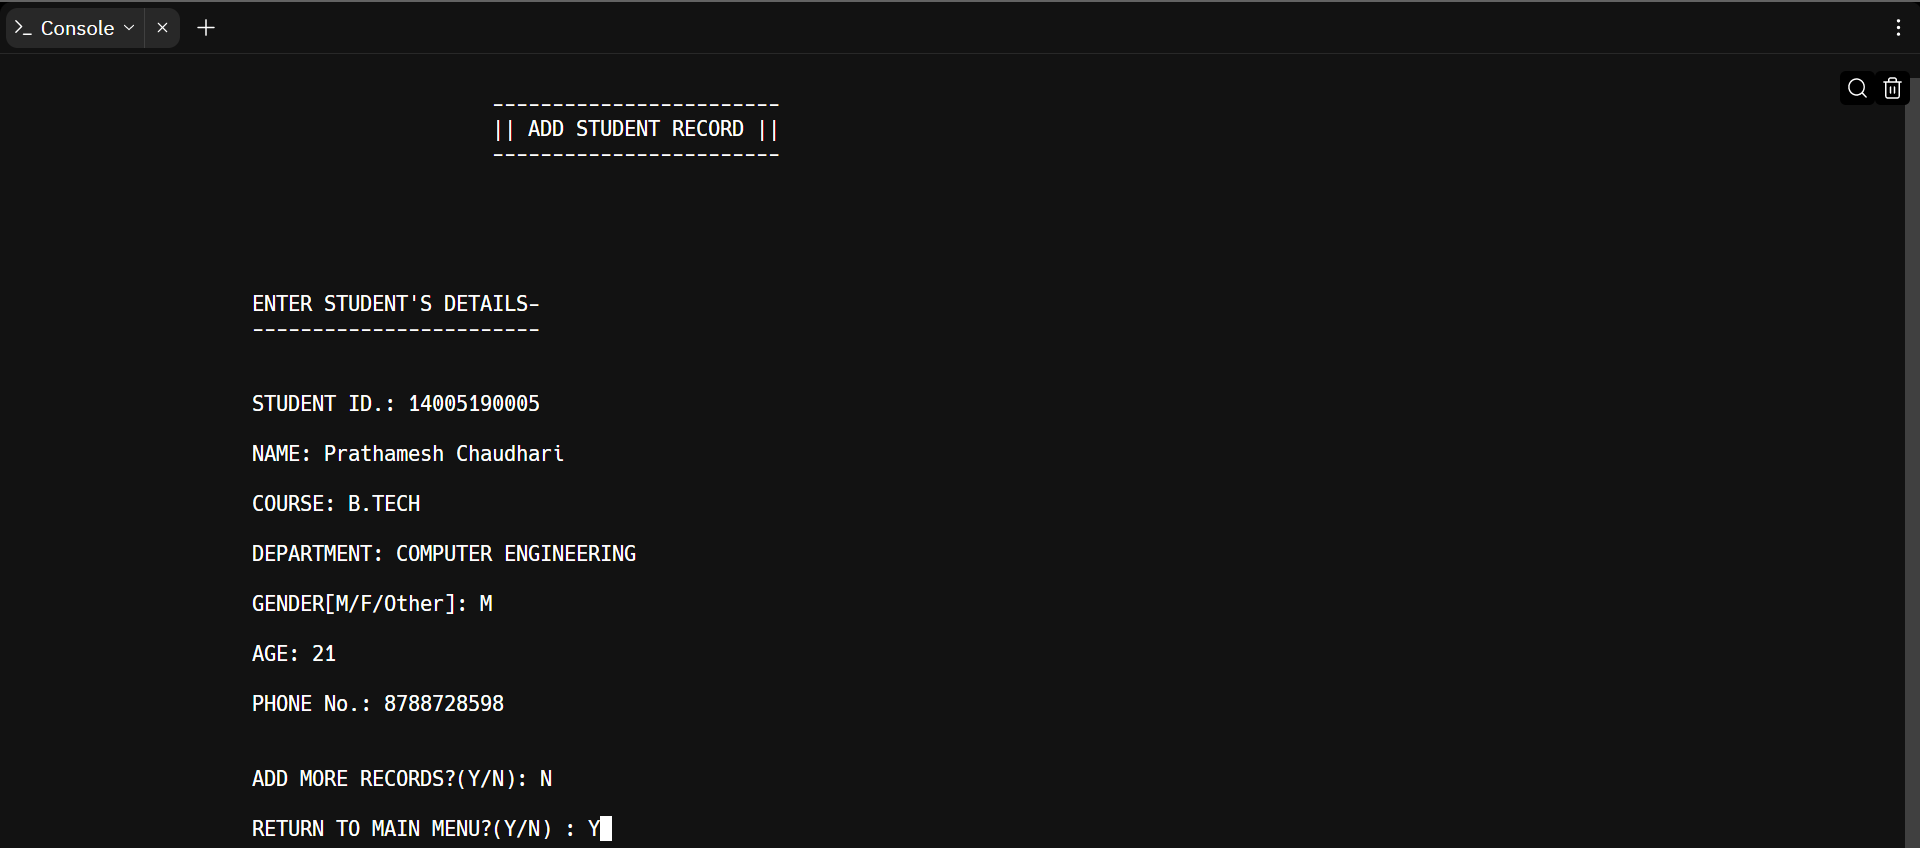 Console
------------------------
|| ADD STUDENT RECORD ||
------------------------
ENTER STUDENT'S DETAILS-
------------------------
STUDENT ID.: 14005190005
NAME: Prathamesh Chaudhari
COURSE: B.TECH
DEPARTMENT: COMPUTER ENGINEERING
GENDER[M/F/Other]: M
AGE: 21
PHONE No.: 8788728598
ADD MORE RECORDS?(Y/N): N
RETURN TO MAIN MENU?(Y/N) : Y